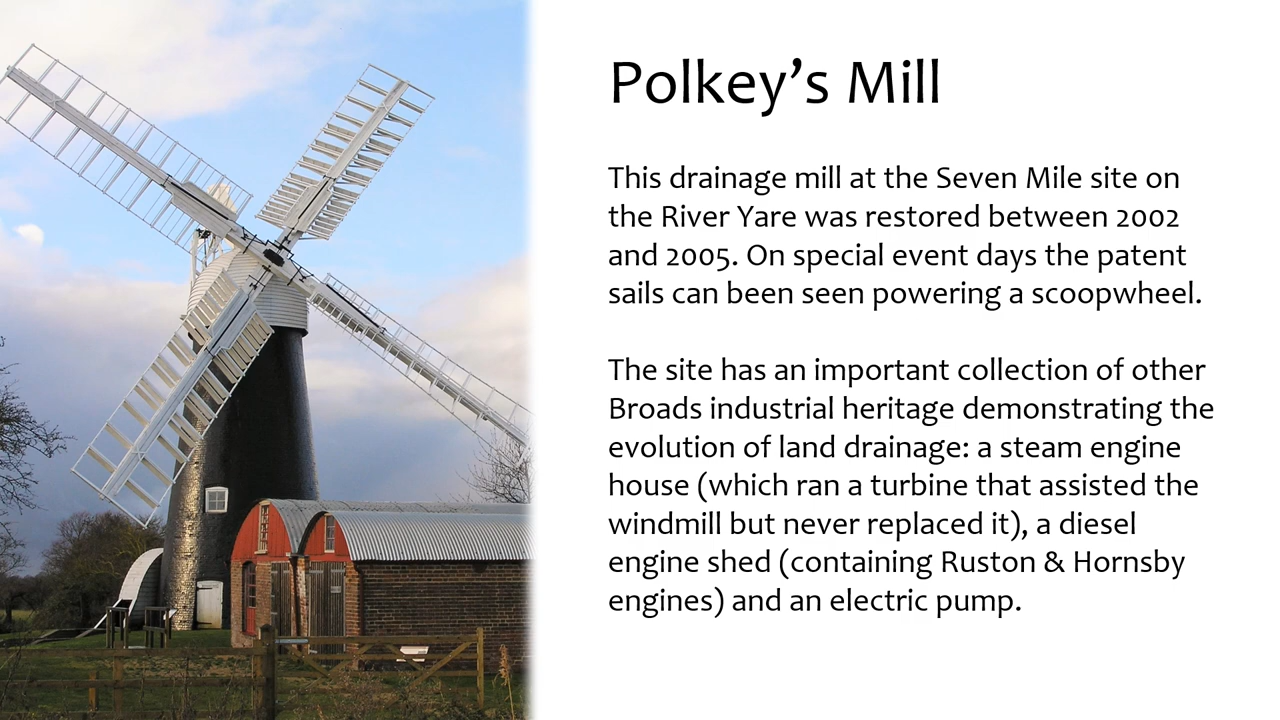 Polkey’s Mill
This drainage mill at the Seven Mile site on
the River Yare was restored between 2002
and 2005. On special event days the patent
sails can been seen powering a scoopwheel.
The site has an important collection of other
Broads industrial heritage demonstrating the
evolution of land drainage: a steam engine
house (which ran a turbine that assisted the
windmill but never replaced it), a diesel
engine shed (containing Ruston & Hornsby
engines) and an electric pump.